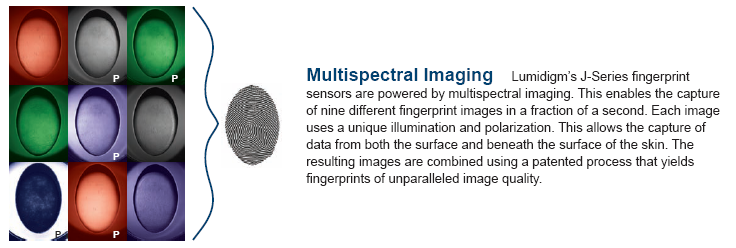 P
P
P
P
P
Multispectral Imaging Lumidigm's J-Series fingerprint
sensors are powered by multispectral imaging. This enables the capture
of nine different fingerprint images in a fraction of a second. Each image
uses a unique illumination and polarization. This allows the capture of
data from both the surface and beneath the surface of the skin. The
resulting images are combined using a patented process that yields
fingerprints of unparalleled image quality.